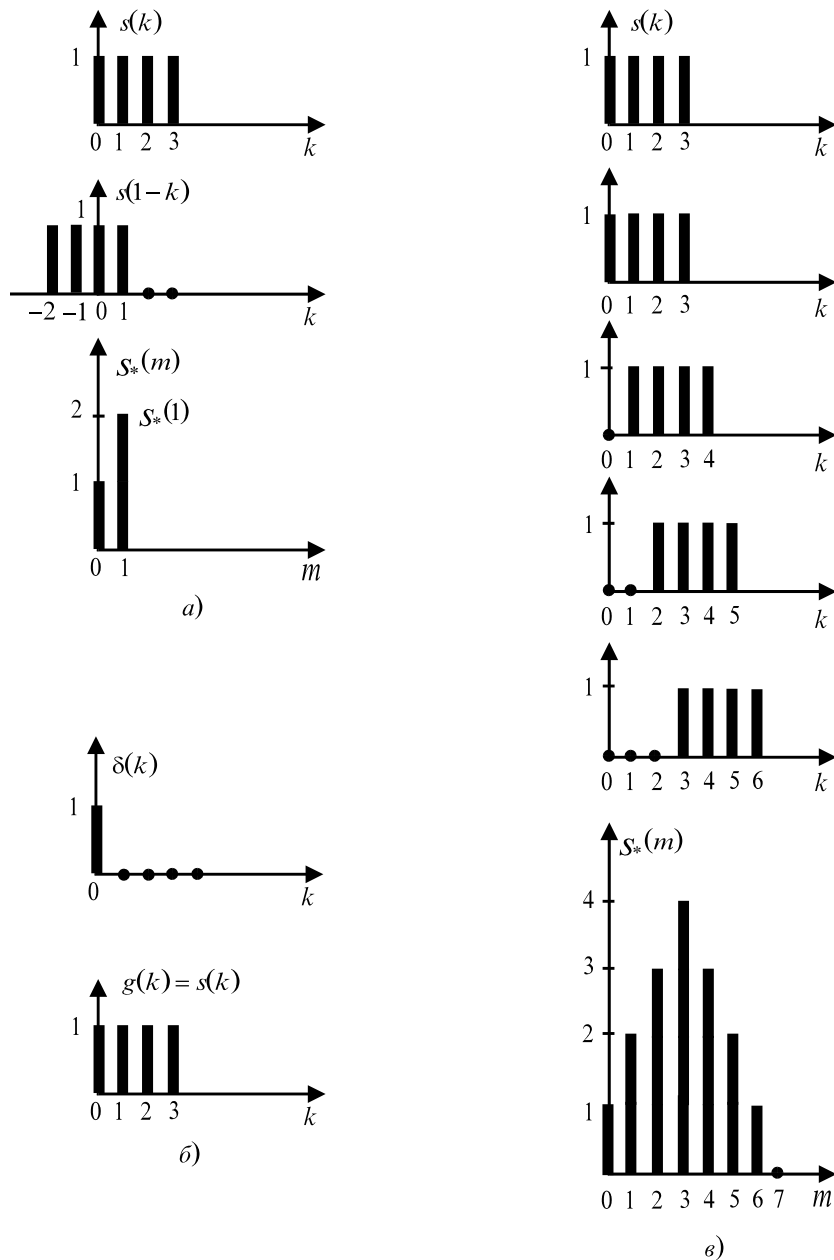 s(k)
1
0 1 2 3 k
s(1−k)
1
−2 −1 0 1 k
S*(m)
2 S*(1)
1
0 1 m
а)
δ(k)
1
0 k
g(k) = s(k)
1
0 1 2 3 k
б)
s(k)
1
0 1 2 3 k
1
0 1 2 3 k
1
0 1 2 3 4 k
1
0 1 2 3 4 5 k
1
0 1 2 3 4 5 6 k
S*(m)
4
3
2
1
0 1 2 3 4 5 6 7 m
в)